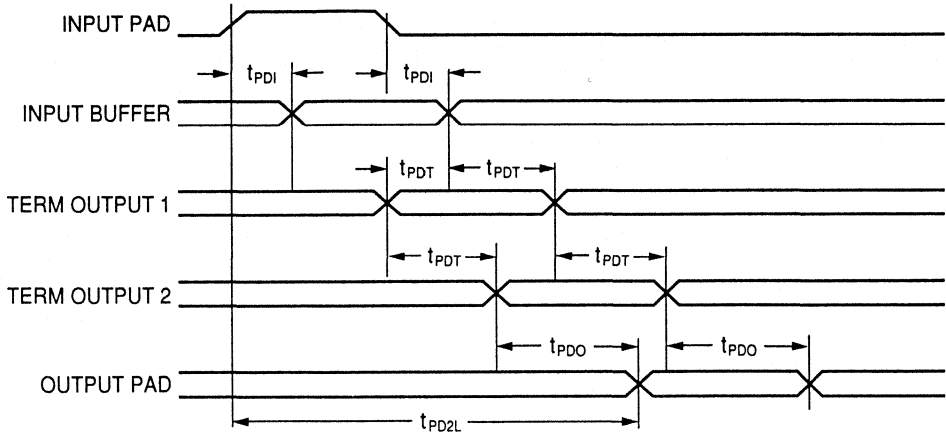 INPUT PAD
tPDI tPDI
INPUT BUFFER
tPDT tPDT
TERM OUTPUT 1
tPDT tPDT
TERM OUTPUT 2
tPDO tPDO
OUTPUT PAD
tPD2L